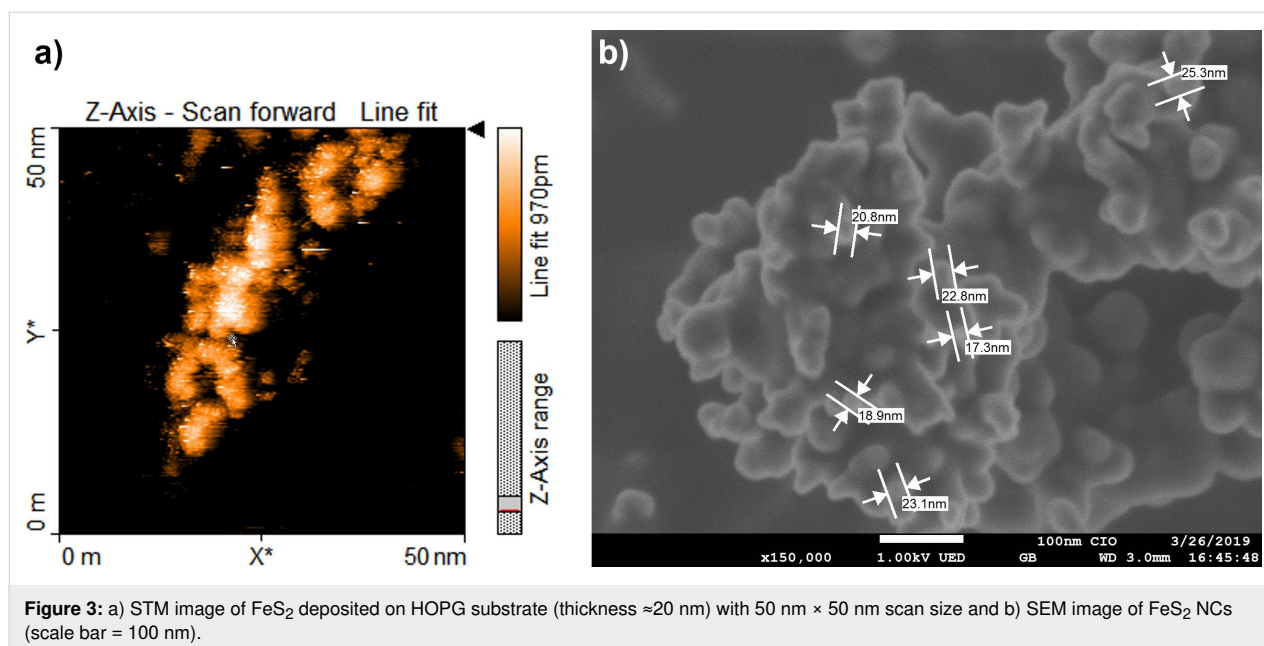 a)
Z-Axis - Scan forward Line fit
50 nm
Y*
0 m
0 m
X*
50 nm
Line fit 970pm
Z-Axis range
b)
25.3nm
20.8nm
22.8nm
17.3nm
18.9nm
23.1nm
100nm CIO 3/26/2019
x150,000 1.00kV UED GB WD 3.0mm 16:45:48
Figure 3: a) STM image of FeS₂ deposited on HOPG substrate (thickness ≈20 nm) with 50 nm × 50 nm scan size and b) SEM image of FeS₂ NCs
(scale bar = 100 nm).